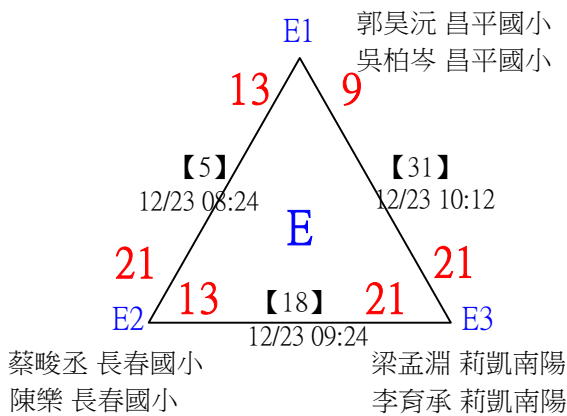 E1
郭昊沅 昌平國小
吳柏岑 昌平國小
13
9
【5】
12/23 08:24
【31】
12/23 10:12
E
21
21
13
【18】
21
E2
12/23 09:24
E3
蔡畯丞 長春國小
陳樂 長春國小
梁孟淵 莉凱南陽
李育承 莉凱南陽